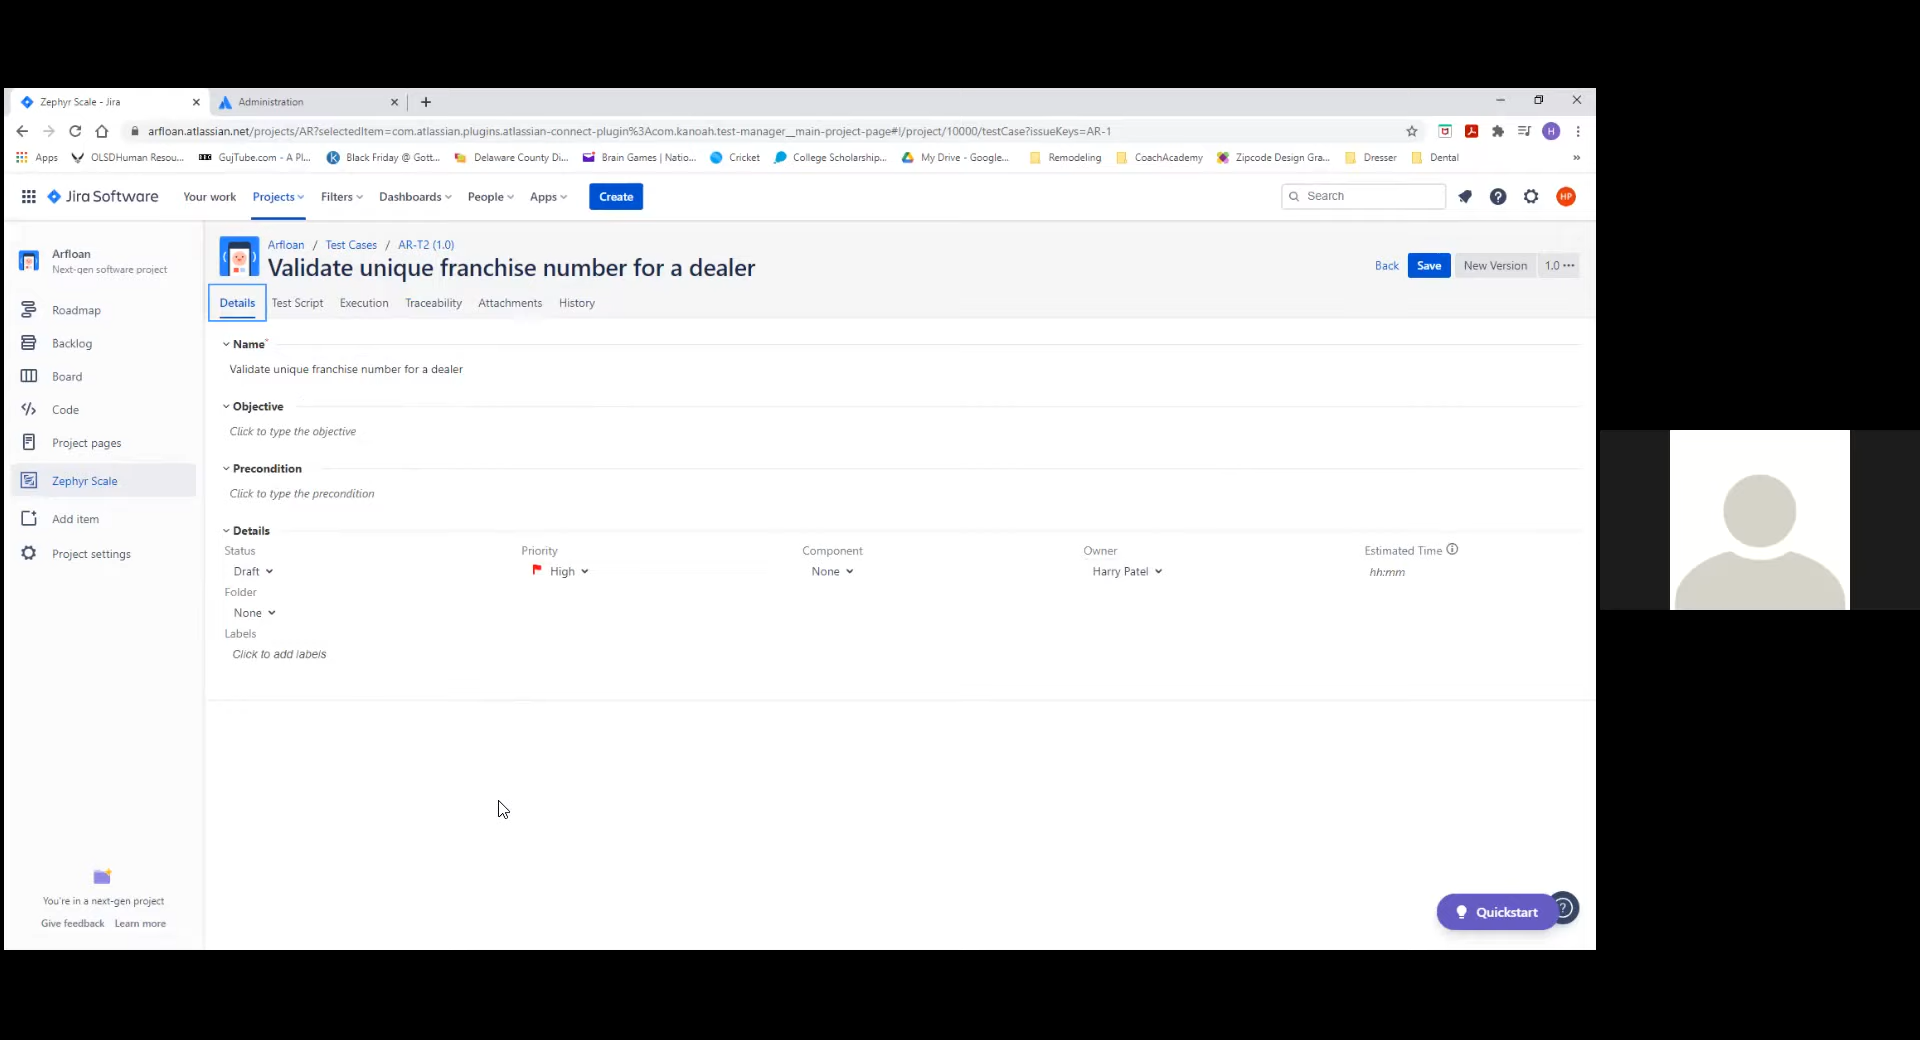 Zephyr Scale - Jira
Administration
arfloan.atlassian.net/projects/AR?selectedItem=com.atlassian.plugins.atlassian-connect-plugin%3Acom.kanoah.test-manager__main-project-page#!/project/10000/testCase?issueKeys=AR-1
H
Apps OLSDHuman Resou... GujTube.com - A Pl... Black Friday @ Gott... Delaware County Di... Brain Games | Natio... Cricket College Scholarship... My Drive - Google... Remodeling CoachAcademy Zipcode Design Gra... Dresser Dental »
Jira Software Your work Projects Filters Dashboards People Apps Create Search HP
Arfloan
Next-gen software project
Roadmap
Backlog
Board
Code
Project pages
Zephyr Scale
Add item
Project settings
You're in a next-gen project
Give feedback Learn more
Arfloan / Test Cases / AR-T2 (1.0)
Validate unique franchise number for a dealer
Back Save New Version 1.0 ···
Details Test Script Execution Traceability Attachments History
Name*
Validate unique franchise number for a dealer
Objective
Click to type the objective
Precondition
Click to type the precondition
Details
Status Priority Component Owner Estimated Time
Draft High None Harry Patel hh:mm
Folder
None
Labels
Click to add labels
Quickstart
?